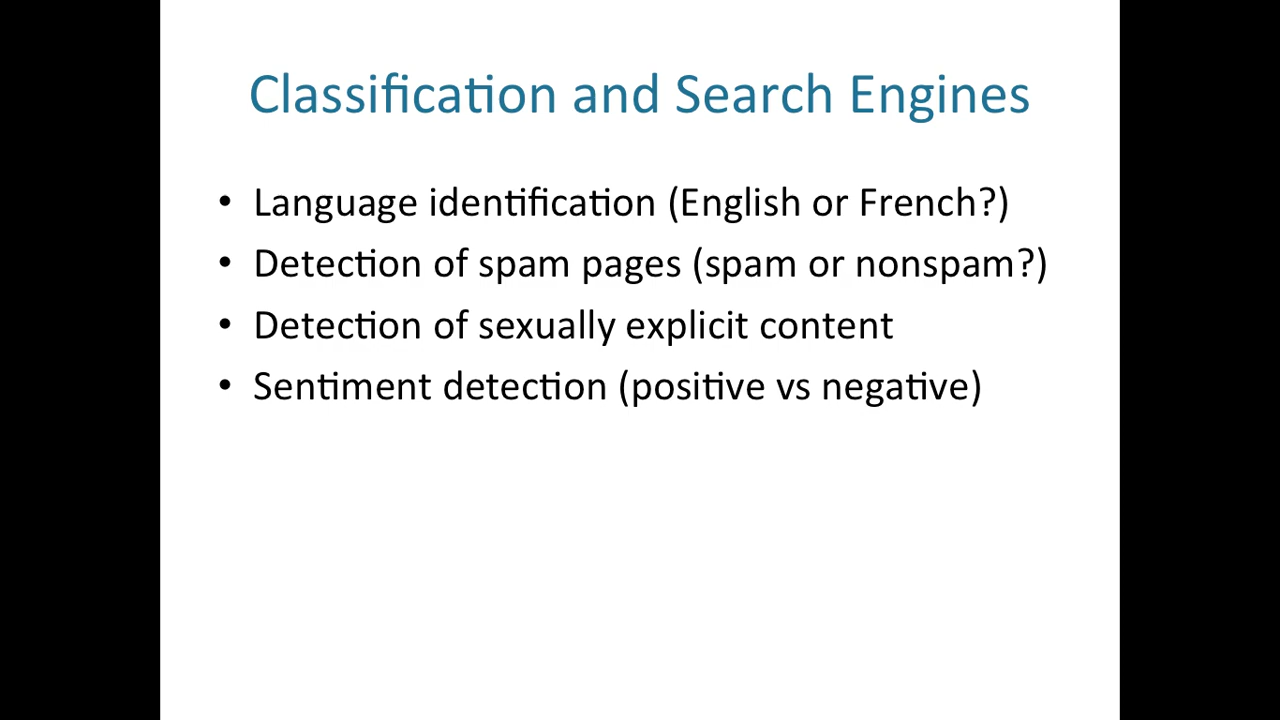 Classification and Search Engines
• Language identification (English or French?)
• Detection of spam pages (spam or nonspam?)
• Detection of sexually explicit content
• Sentiment detection (positive vs negative)